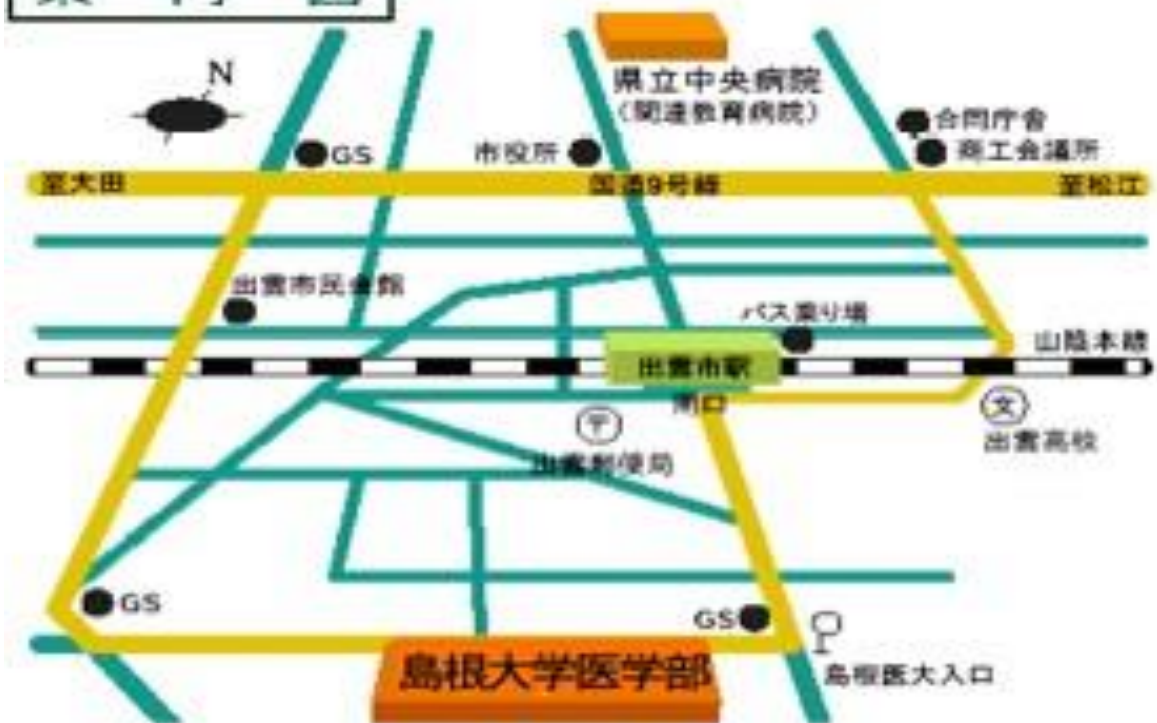 案内図
N
県立中央病院
（関連教育病院）
合同庁舎
GS
市役所
商工会議所
至大田
国道9号線
至松江
出雲市民会館
バス乗り場
山陰本線
出雲市駅
南口
文
〒
出雲高校
出雲郵便局
GS
GS
島根大学医学部
島根医大入口